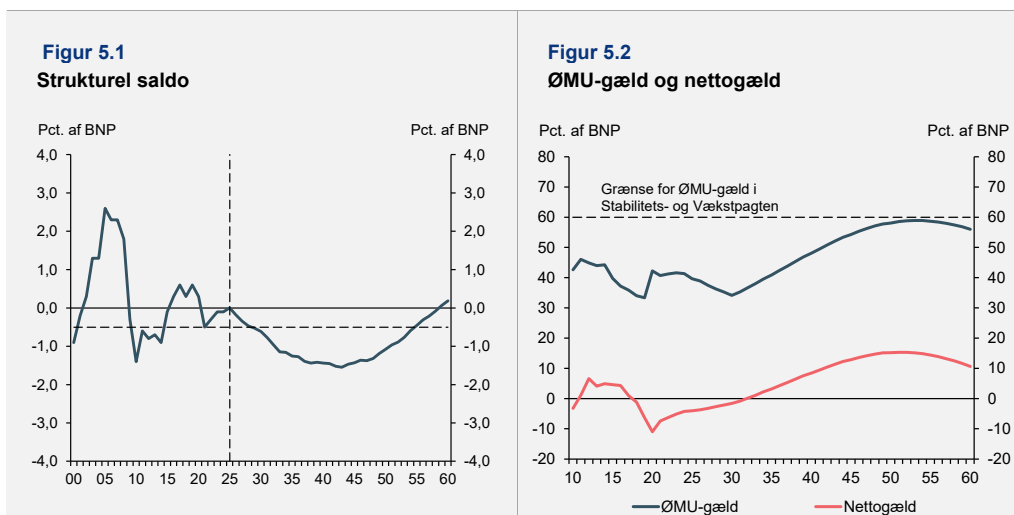 Figur 5.1
Strukturel saldo
Pct. af BNP Pct. af BNP
4,0 4,0
3,0 3,0
2,0 2,0
1,0 1,0
0,0 0,0
-1,0 -1,0
-2,0 -2,0
-3,0 -3,0
-4,0 -4,0
00 05 10 15 20 25 30 35 40 45 50 55 60
Figur 5.2
ØMU-gæld og nettogæld
Pct. af BNP Pct. af BNP
80 80
70 70
Grænse for ØMU-gæld i
Stabilitets- og Vækstpagten
60 60
50 50
40 40
30 30
20 20
10 10
0 0
-10 -10
-20 -20
10 15 20 25 30 35 40 45 50 55 60
ØMU-gæld Nettogæld